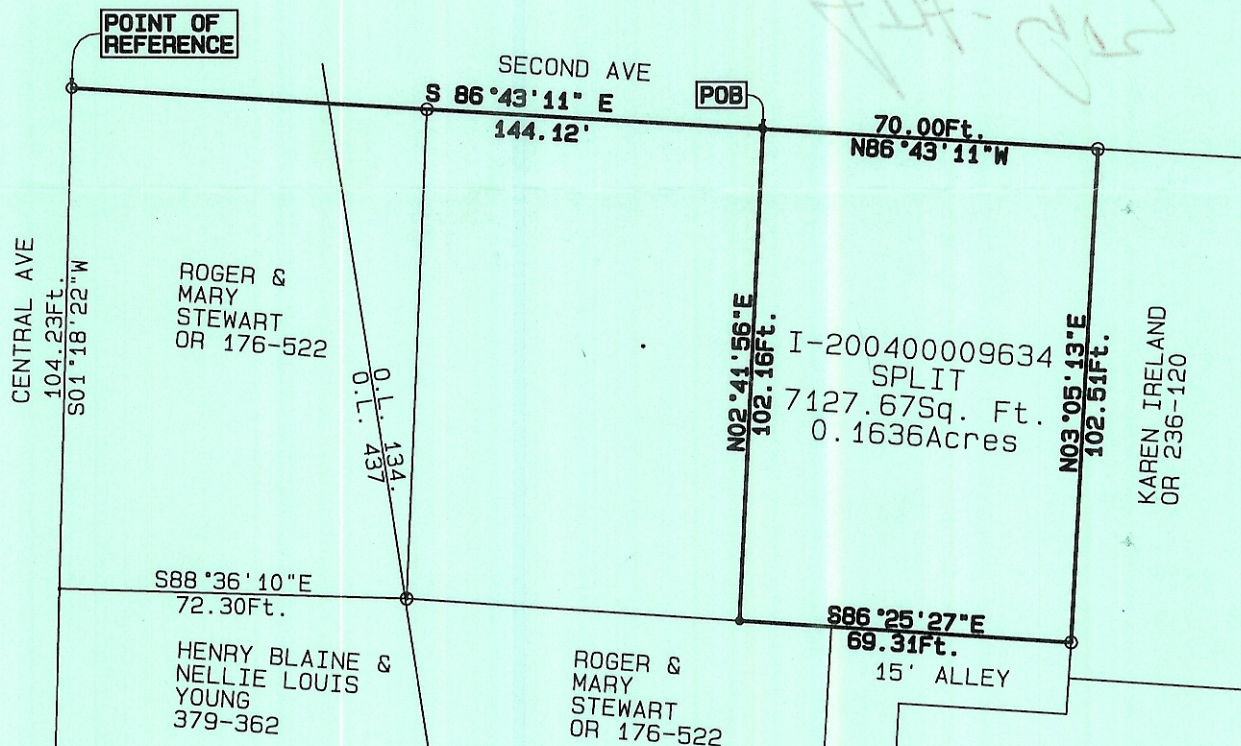 POINT OF
REFERENCE
SECOND AVE
S 86°43'11" E
144.12'
POB
70.00Ft.
N86°43'11"W
CENTRAL AVE
104.23Ft.
S01°18'22"W
ROGER &
MARY
STEWART
OR 176-522
O.L. 134.
O.L. 437
N02°41'56"E
102.16Ft.
I-200400009634
SPLIT
7127.67Sq. Ft.
0.1636Acres
N03°05'13"E
102.51Ft.
KAREN IRELAND
OR 236-120
S88°36'10"E
72.30Ft.
S86°25'27"E
69.31Ft.
15' ALLEY
HENRY BLAINE &
NELLIE LOUIS
YOUNG
379-362
ROGER &
MARY
STEWART
OR 176-522